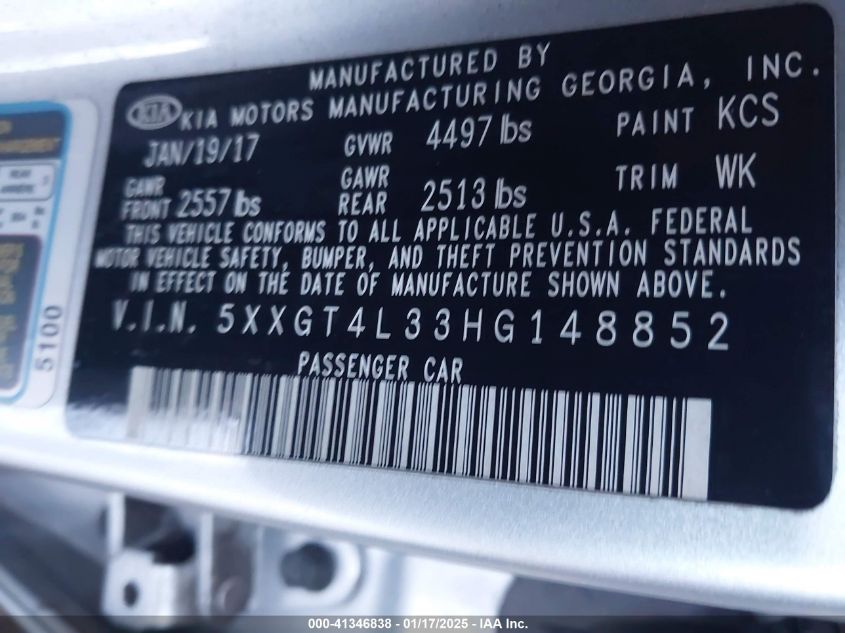 MANUFACTURED BY
KIA KIA MOTORS MANUFACTURING GEORGIA, INC.
JAN/19/17 GVWR 4497 lbs PAINT KCS
GAWR FRONT 2557 lbs GAWR REAR 2513 lbs TRIM WK
THIS VEHICLE CONFORMS TO ALL APPLICABLE U.S.A. FEDERAL
MOTOR VEHICLE SAFETY, BUMPER, AND THEFT PREVENTION STANDARDS
IN EFFECT ON THE DATE OF MANUFACTURE SHOWN ABOVE.
V.I.N. 5XXGT4L33HG148852
PASSENGER CAR
5100
000-41346838 - 01/17/2025 - IAA Inc.